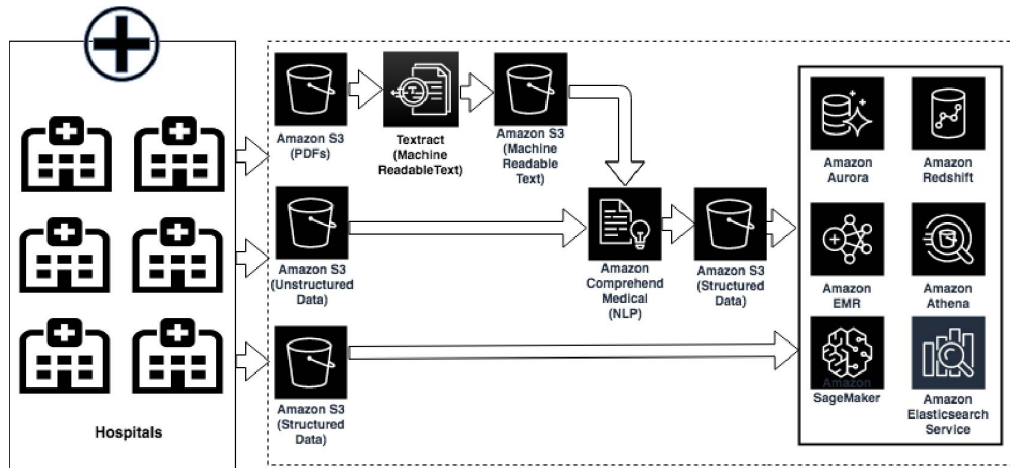 Amazon S3
(PDFs)
Textract
(Machine
ReadableText)
Amazon S3
(Machine
Readable
Text)
Amazon S3
(Unstructured
Data)
Amazon
Comprehend
Medical
(NLP)
Amazon S3
(Structured
Data)
Amazon S3
(Structured
Data)
Hospitals
Amazon
Aurora
Amazon
Redshift
Amazon
EMR
Amazon
Athena
Amazon
SageMaker
Amazon
Elasticsearch
Service